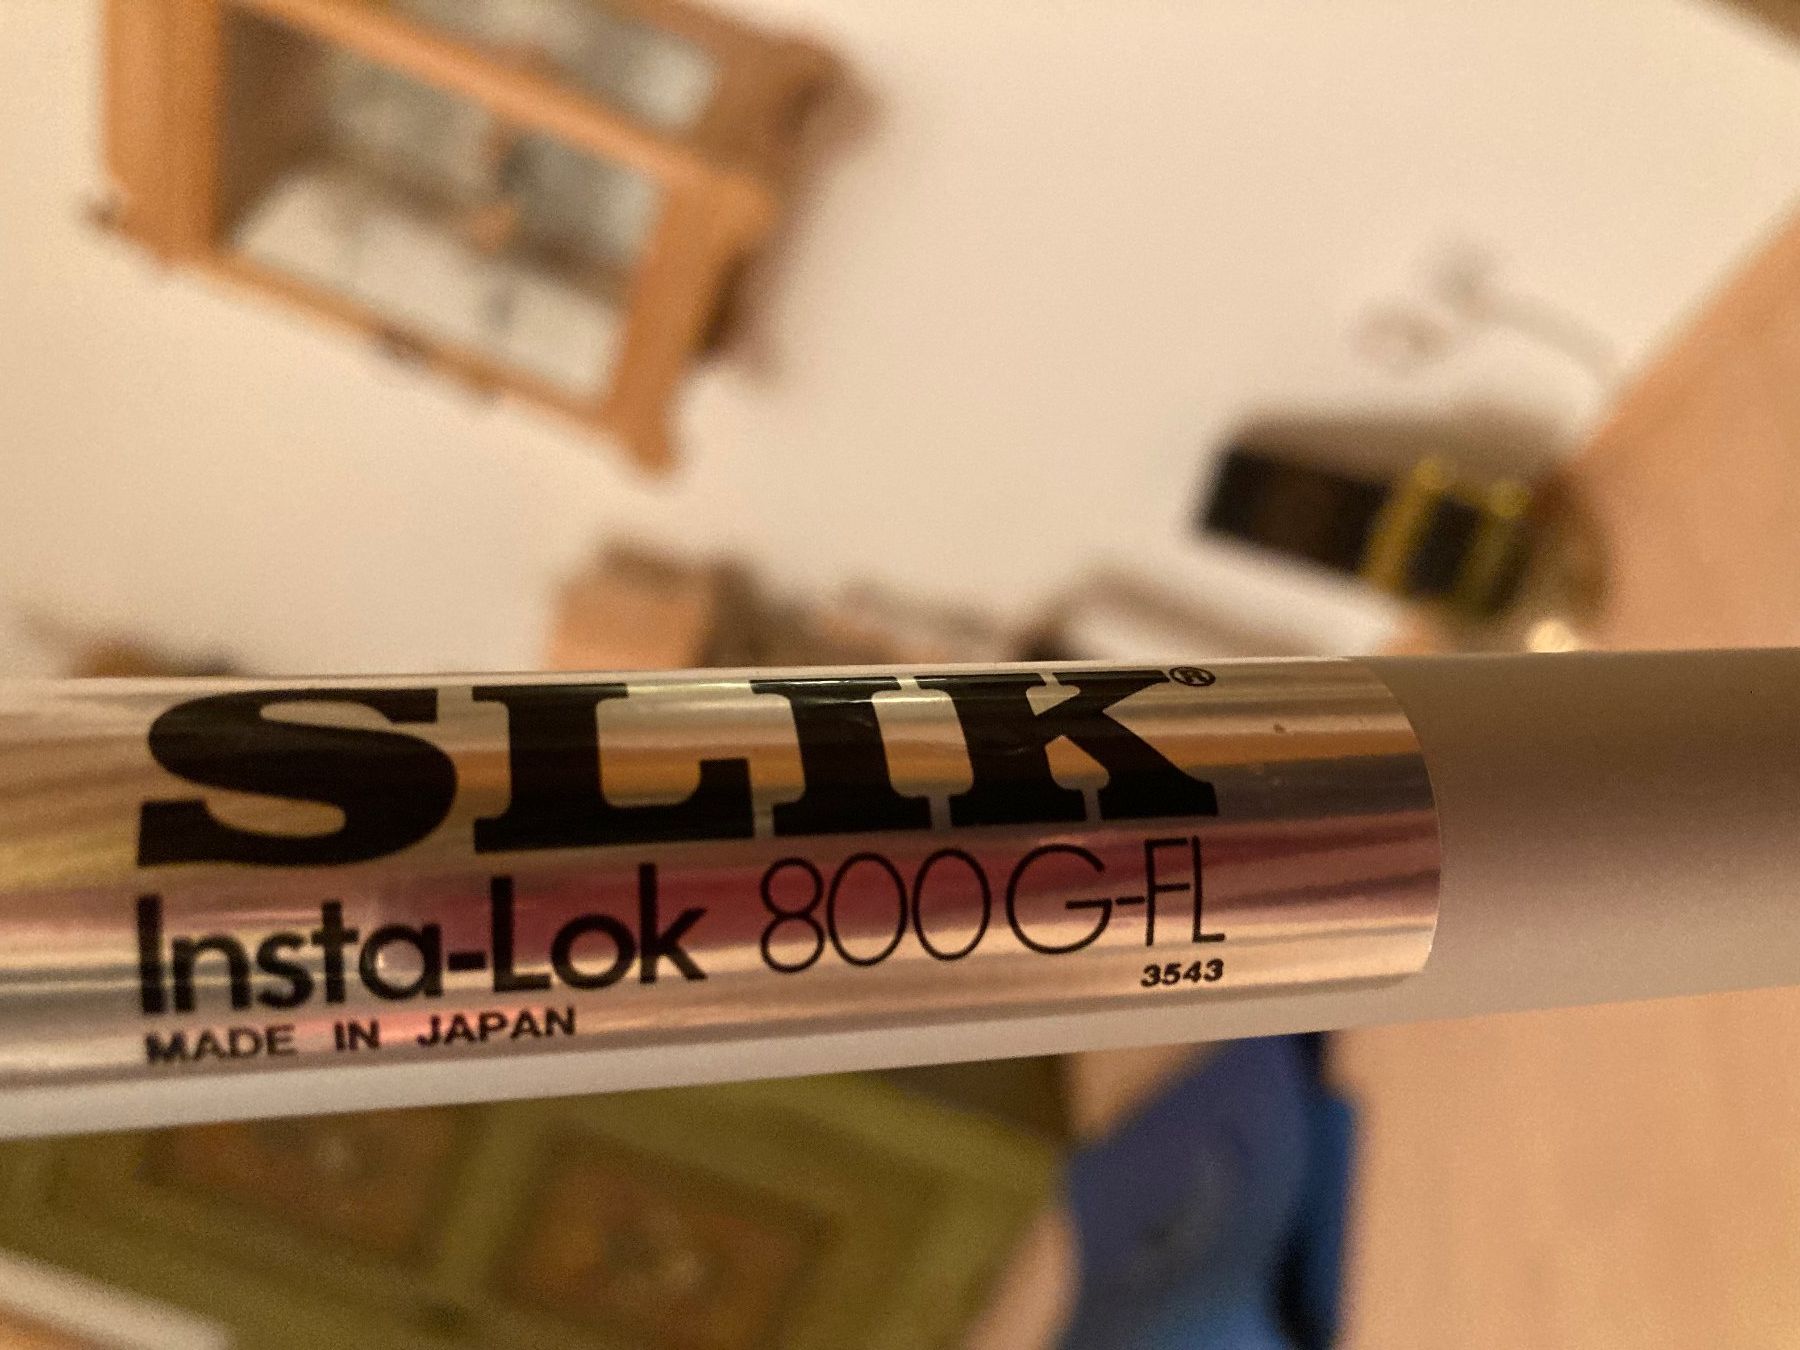 SLIK®
Insta-Lok 800G-FL
3543
MADE IN JAPAN